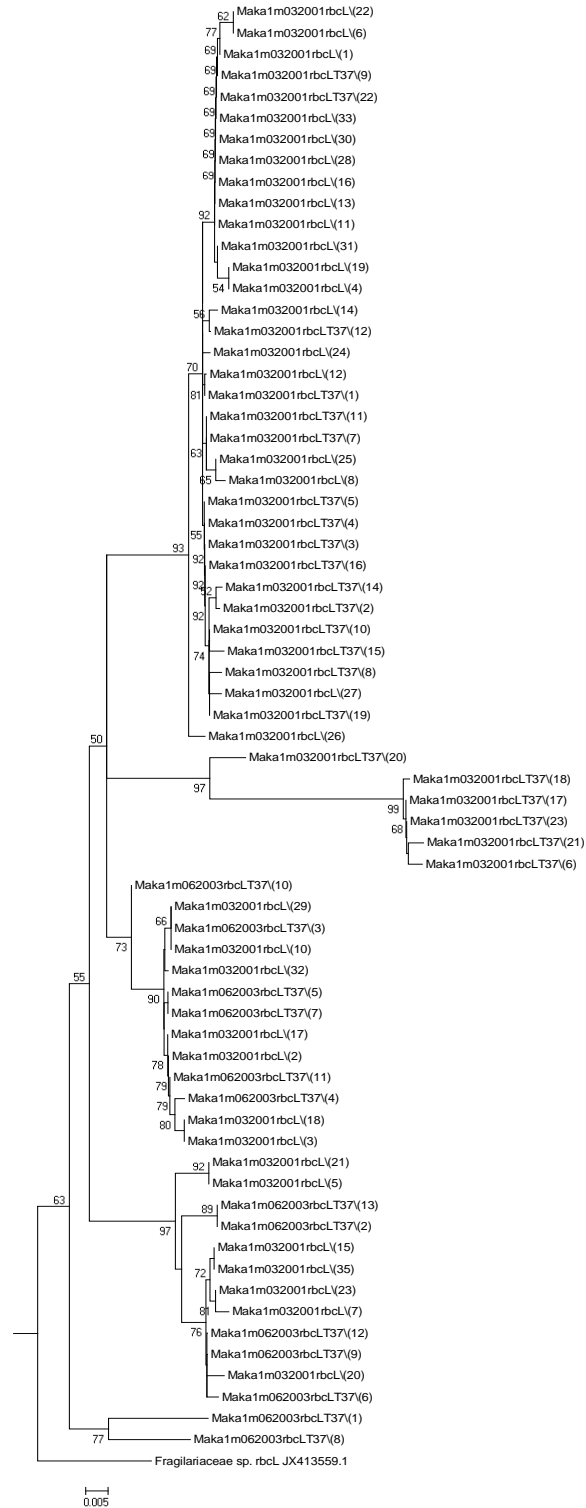 62
Maka1m032001rbcL\(22)
77
Maka1m032001rbcL\(6)
69
Maka1m032001rbcL\(1)
69
Maka1m032001rbcLT37\(9)
69
Maka1m032001rbcLT37\(22)
Maka1m032001rbcL\(33)
69
Maka1m032001rbcL\(30)
69
Maka1m032001rbcL\(28)
69
Maka1m032001rbcL\(16)
Maka1m032001rbcL\(13)
92
Maka1m032001rbcL\(11)
Maka1m032001rbcL\(31)
Maka1m032001rbcL\(19)
54
Maka1m032001rbcL\(4)
Maka1m032001rbcL\(14)
56
Maka1m032001rbcLT37\(12)
Maka1m032001rbcL\(24)
70
Maka1m032001rbcL\(12)
81
Maka1m032001rbcLT37\(1)
Maka1m032001rbcLT37\(11)
Maka1m032001rbcLT37\(7)
63
Maka1m032001rbcL\(25)
65
Maka1m032001rbcL\(8)
Maka1m032001rbcLT37\(5)
Maka1m032001rbcLT37\(4)
55
Maka1m032001rbcLT37\(3)
93
92
Maka1m032001rbcLT37\(16)
92
92
Maka1m032001rbcLT37\(14)
Maka1m032001rbcLT37\(2)
92
Maka1m032001rbcLT37\(10)
74
Maka1m032001rbcLT37\(15)
Maka1m032001rbcLT37\(8)
Maka1m032001rbcL\(27)
Maka1m032001rbcLT37\(19)
50
Maka1m032001rbcL\(26)
Maka1m032001rbcLT37\(20)
97
Maka1m032001rbcLT37\(18)
99
Maka1m032001rbcLT37\(17)
Maka1m032001rbcLT37\(23)
68
Maka1m032001rbcLT37\(21)
Maka1m032001rbcLT37\(6)
Maka1m062003rbcLT37\(10)
66
Maka1m032001rbcL\(29)
Maka1m062003rbcLT37\(3)
73
Maka1m032001rbcL\(10)
55
Maka1m032001rbcL\(32)
90
Maka1m062003rbcLT37\(5)
Maka1m062003rbcLT37\(7)
Maka1m032001rbcL\(17)
78
Maka1m032001rbcL\(2)
79
Maka1m062003rbcLT37\(11)
79
Maka1m062003rbcLT37\(4)
80
Maka1m032001rbcL\(18)
Maka1m032001rbcL\(3)
92
Maka1m032001rbcL\(21)
Maka1m032001rbcL\(5)
63
89
Maka1m062003rbcLT37\(13)
97
Maka1m062003rbcLT37\(2)
Maka1m032001rbcL\(15)
72
Maka1m032001rbcL\(35)
Maka1m032001rbcL\(23)
81
Maka1m032001rbcL\(7)
76
Maka1m062003rbcLT37\(12)
Maka1m062003rbcLT37\(9)
Maka1m032001rbcL\(20)
Maka1m062003rbcLT37\(6)
Maka1m062003rbcLT37\(1)
77
Maka1m062003rbcLT37\(8)
Fragilariaceae sp. rbcL JX413559.1
0.005